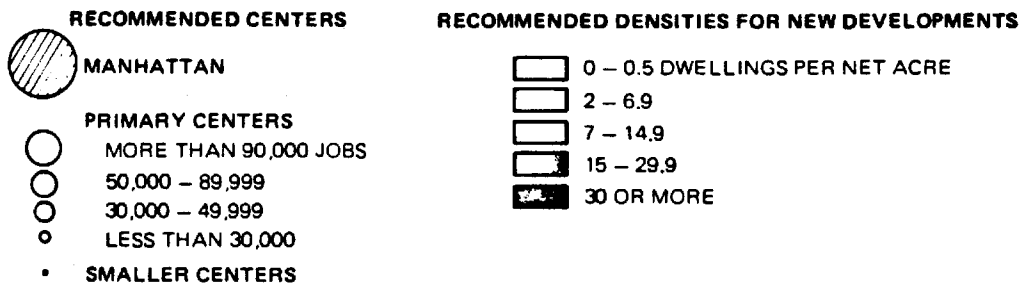 RECOMMENDED CENTERS
MANHATTAN
PRIMARY CENTERS
MORE THAN 90,000 JOBS
50,000 – 89,999
30,000 – 49,999
LESS THAN 30,000
SMALLER CENTERS
RECOMMENDED DENSITIES FOR NEW DEVELOPMENTS
0 – 0.5 DWELLINGS PER NET ACRE
2 – 6.9
7 – 14.9
15 – 29.9
30 OR MORE